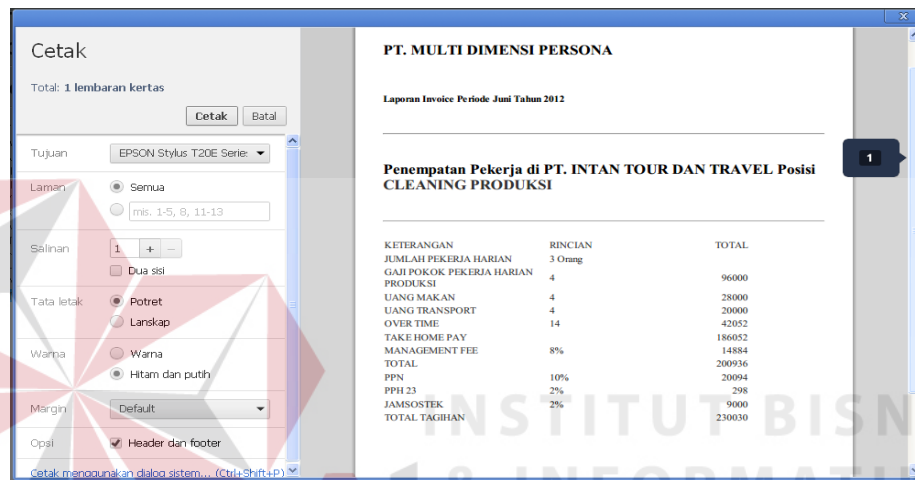 Cetak
Total: 1 lembaran kertas
Cetak Batal
Tujuan EPSON Stylus T20E Series
Laman Semua
mis. 1-5, 8, 11-13
Salinan 1 + −
Dua sisi
Tata letak Potret
Lanskap
Warna Warna
Hitam dan putih
Margin Default
Opsi Header dan footer
Cetak menggunakan dialog sistem... (Ctrl+Shift+P)
PT. MULTI DIMENSI PERSONA
Laporan Invoice Periode Juni Tahun 2012
Penempatan Pekerja di PT. INTAN TOUR DAN TRAVEL Posisi
CLEANING PRODUKSI
KETERANGAN RINCIAN TOTAL
JUMLAH PEKERJA HARIAN 3 Orang
GAJI POKOK PEKERJA HARIAN
PRODUKSI 4 96000
UANG MAKAN 4 28000
UANG TRANSPORT 4 20000
OVER TIME 14 42052
TAKE HOME PAY 186052
MANAGEMENT FEE 8% 14884
TOTAL 200936
PPN 10% 20094
PPH 23 2% 298
JAMSOSTEK 2% 9000
TOTAL TAGIHAN 230030
1
INSTITUT BISN
& INFORMATI